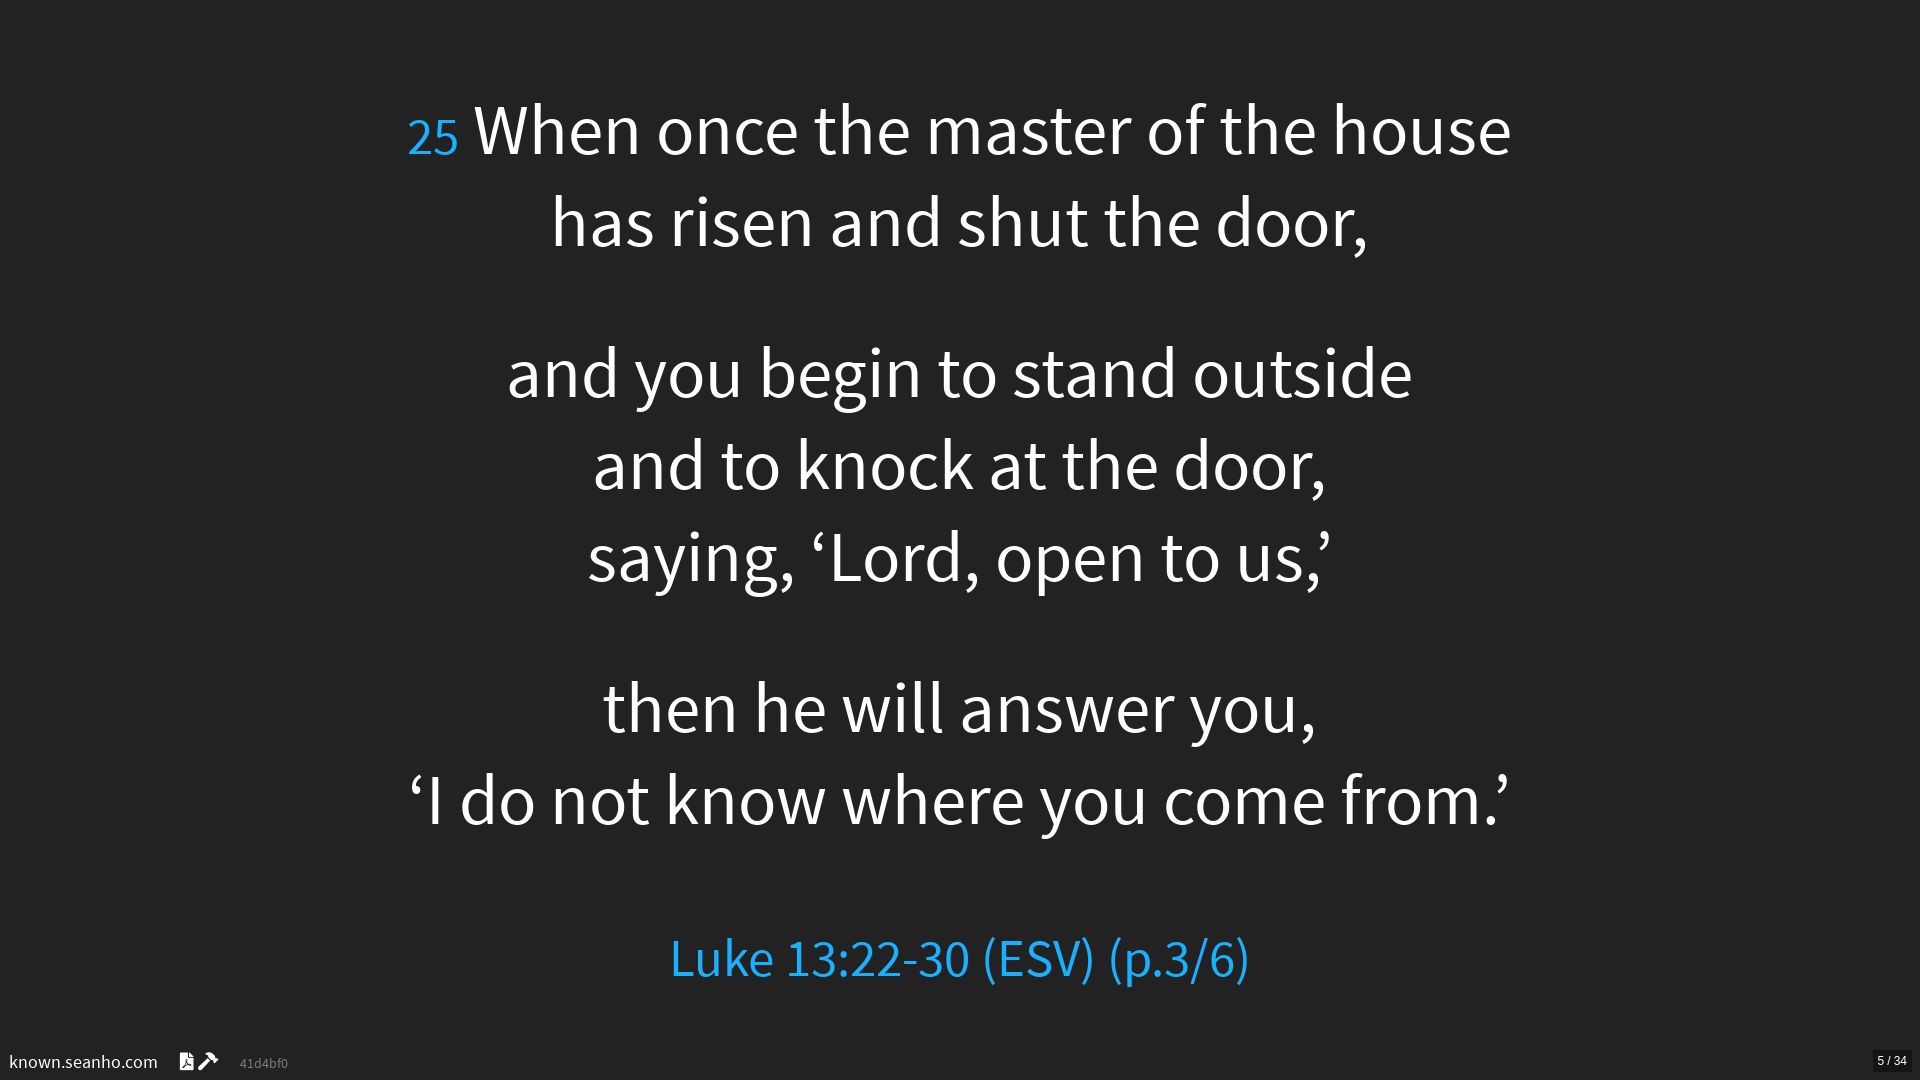 25 When once the master of the house
has risen and shut the door,
and you begin to stand outside
and to knock at the door,
saying, ‘Lord, open to us,’
then he will answer you,
‘I do not know where you come from.’
Luke 13:22-30 (ESV) (p.3/6)
known.seanho.com 41d4bf0
5 / 34